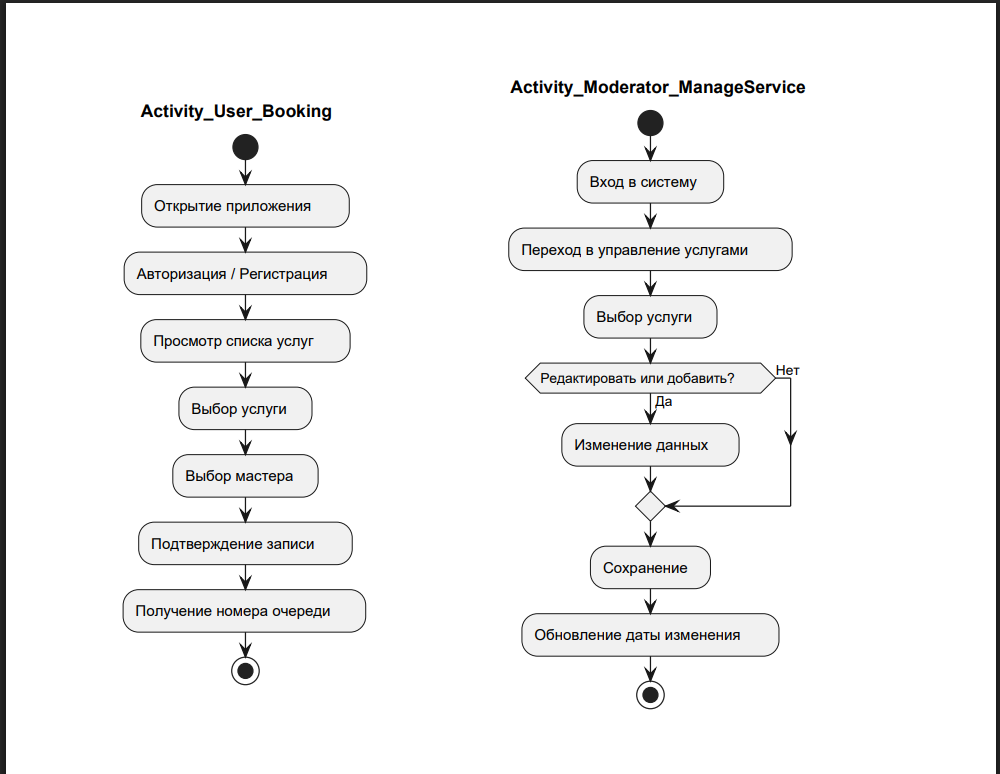 Activity_User_Booking
Открытие приложения
Авторизация / Регистрация
Просмотр списка услуг
Выбор услуги
Выбор мастера
Подтверждение записи
Получение номера очереди
Activity_Moderator_ManageService
Вход в систему
Переход в управление услугами
Выбор услуги
Редактировать или добавить?
Нет
Да
Изменение данных
Сохранение
Обновление даты изменения